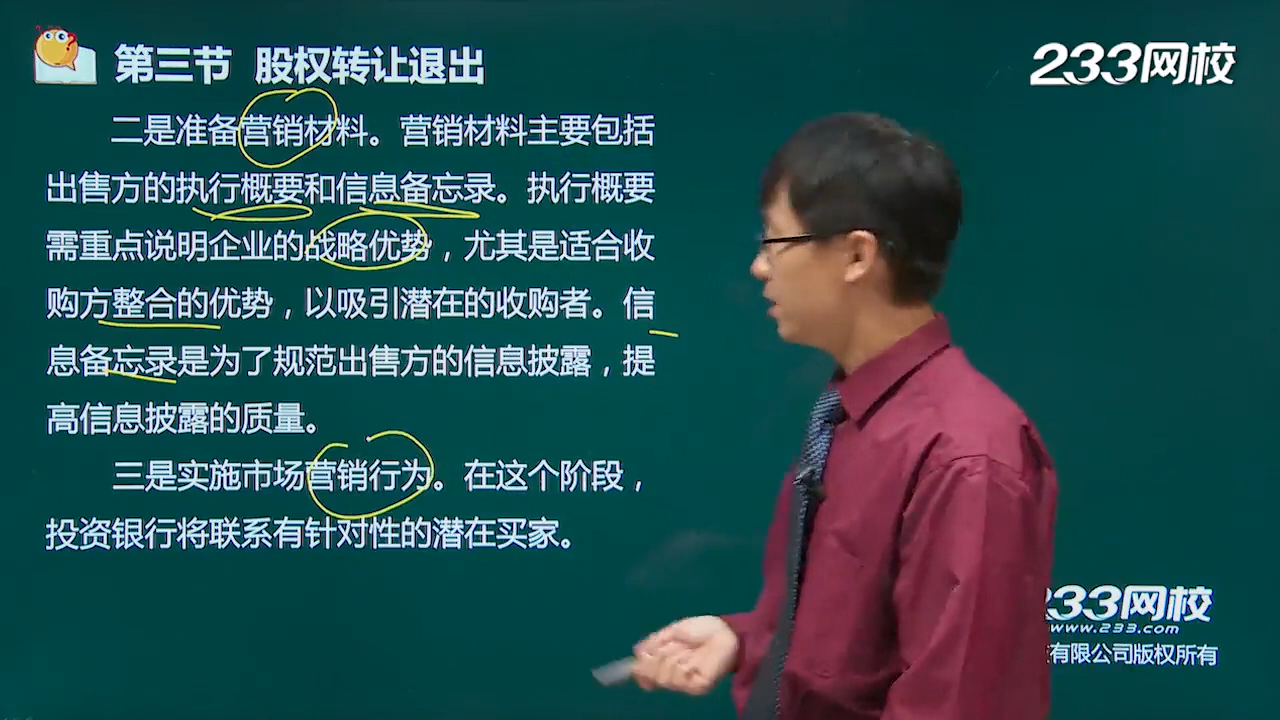 第三节 股权转让退出
233网校
二是准备营销材料。营销材料主要包括
出售方的执行概要和信息备忘录。执行概要
需重点说明企业的战略优势，尤其是适合收
购方整合的优势，以吸引潜在的收购者。信
息备忘录是为了规范出售方的信息披露，提
高信息披露的质量。
三是实施市场营销行为。在这个阶段，
投资银行将联系有针对性的潜在买家。
233网校
www.233.com
有限公司版权所有